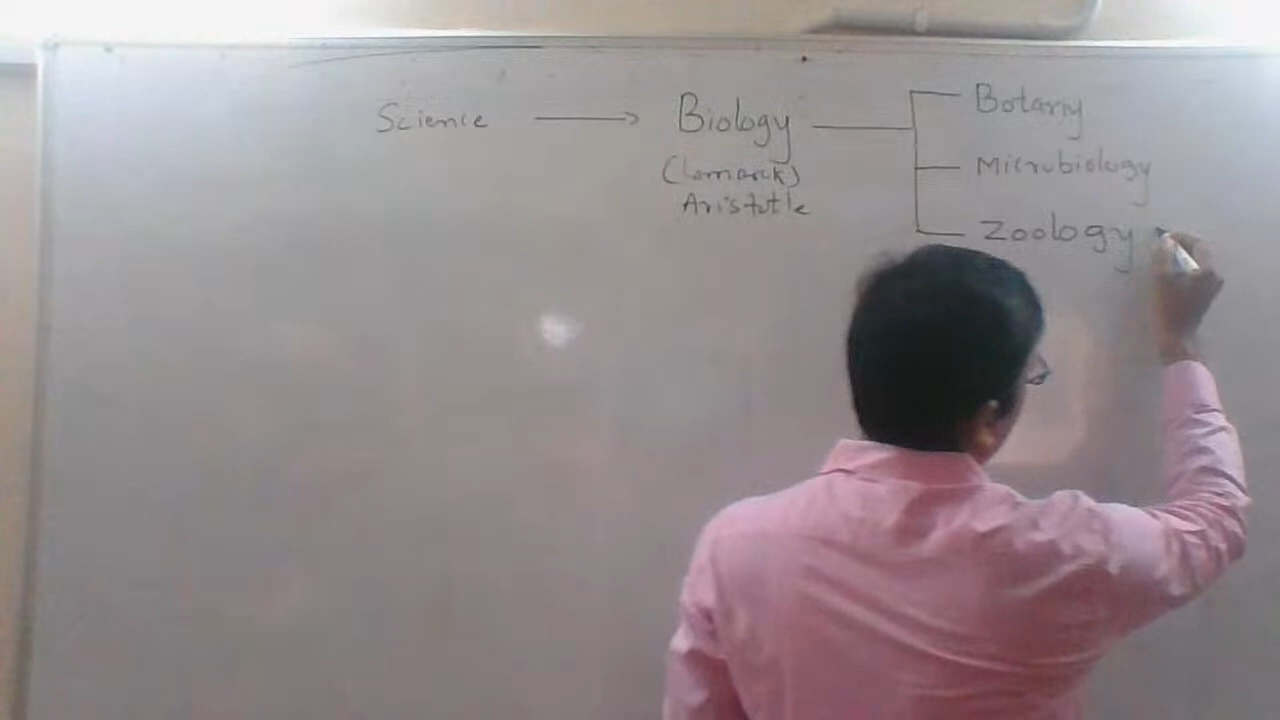 Science → Biology
(Lamarck)
Aristotle
Botany
Microbiology
Zoology